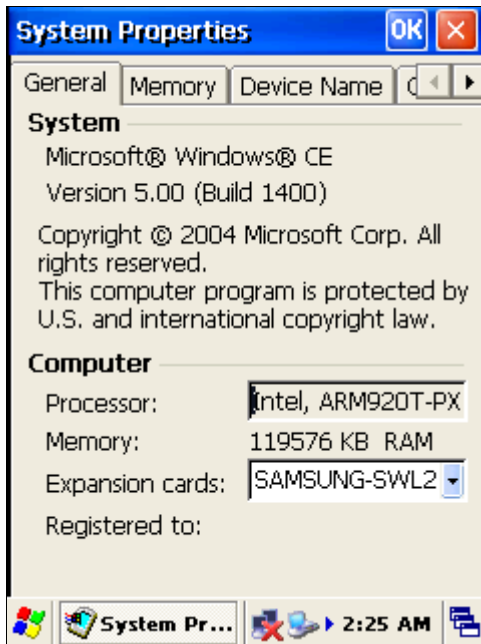 System Properties OK
General Memory Device Name
System
Microsoft® Windows® CE
Version 5.00 (Build 1400)
Copyright © 2004 Microsoft Corp. All
rights reserved.
This computer program is protected by
U.S. and international copyright law.
Computer
Processor: Intel, ARM920T-PX
Memory: 119576 KB RAM
Expansion cards: SAMSUNG-SWL2
Registered to:
System Pr... 2:25 AM